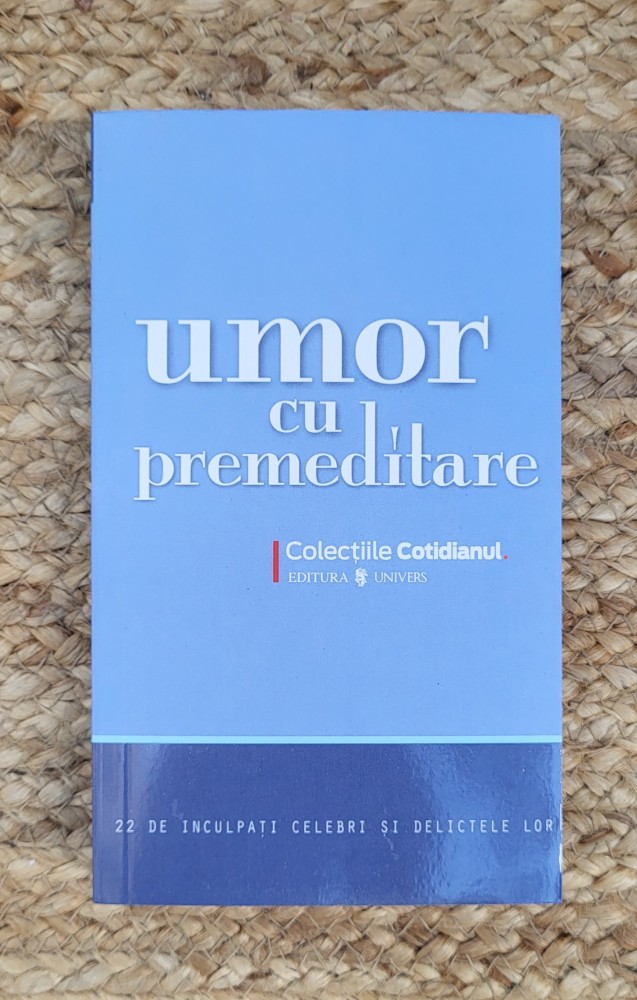 umor
cu
premeditare
Colecțiile Cotidianul.
EDITURA UNIVERS
22 DE INCULPAȚI CELEBRI ȘI DELICTELE LOR